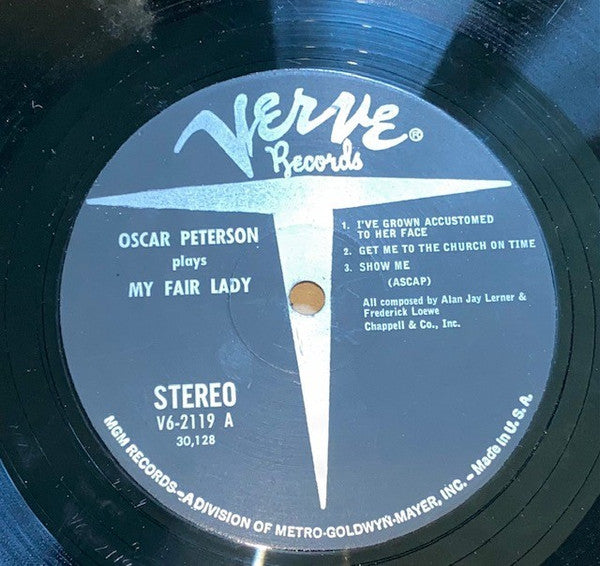 VERVE®
Records
OSCAR PETERSON
plays
MY FAIR LADY
1. I'VE GROWN ACCUSTOMED
TO HER FACE
2. GET ME TO THE CHURCH ON TIME
3. SHOW ME
(ASCAP)
All composed by Alan Jay Lerner &
Frederick Loewe
Chappell & Co., Inc.
STEREO
V6-2119 A
30,128
MGM RECORDS—A DIVISION OF METRO-GOLDWYN-MAYER, INC.—Made in U.S.A.